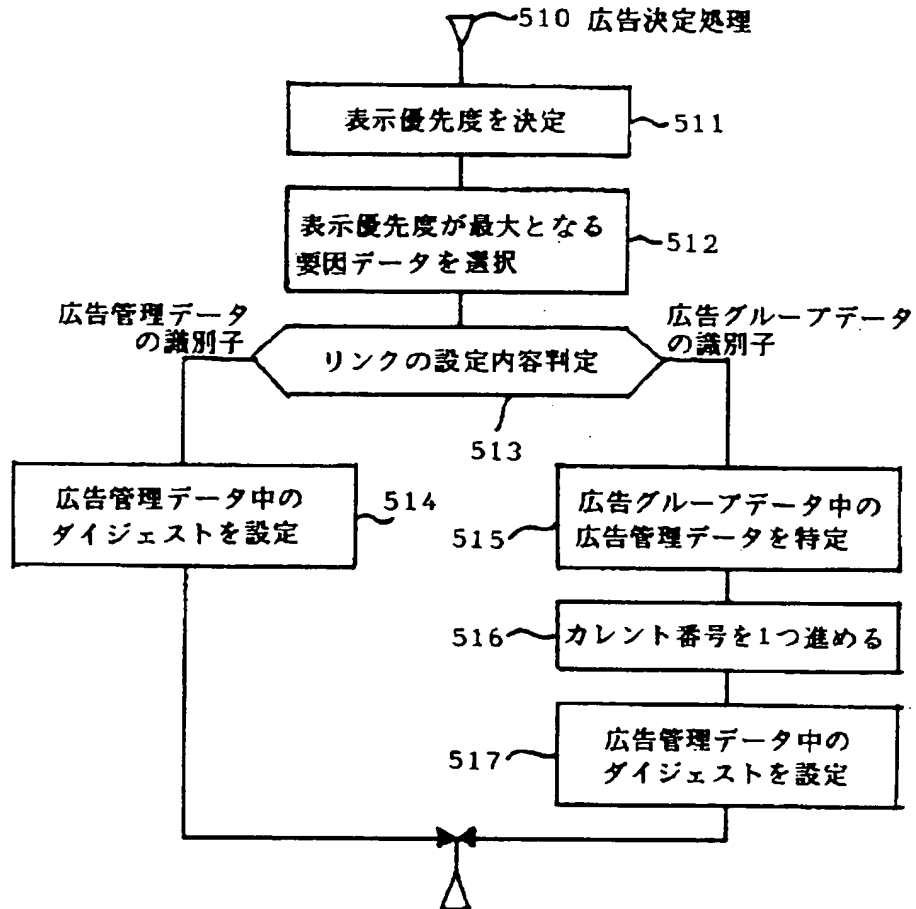 510 広告決定処理
表示優先度を決定
511
表示優先度が最大となる
要因データを選択
512
広告管理データ
の識別子
広告グループデータ
の識別子
リンクの設定内容判定
513
広告管理データ中の
ダイジェストを設定
514
広告グループデータ中の
広告管理データを特定
515
カレント番号を1つ進める
516
広告管理データ中の
ダイジェストを設定
517